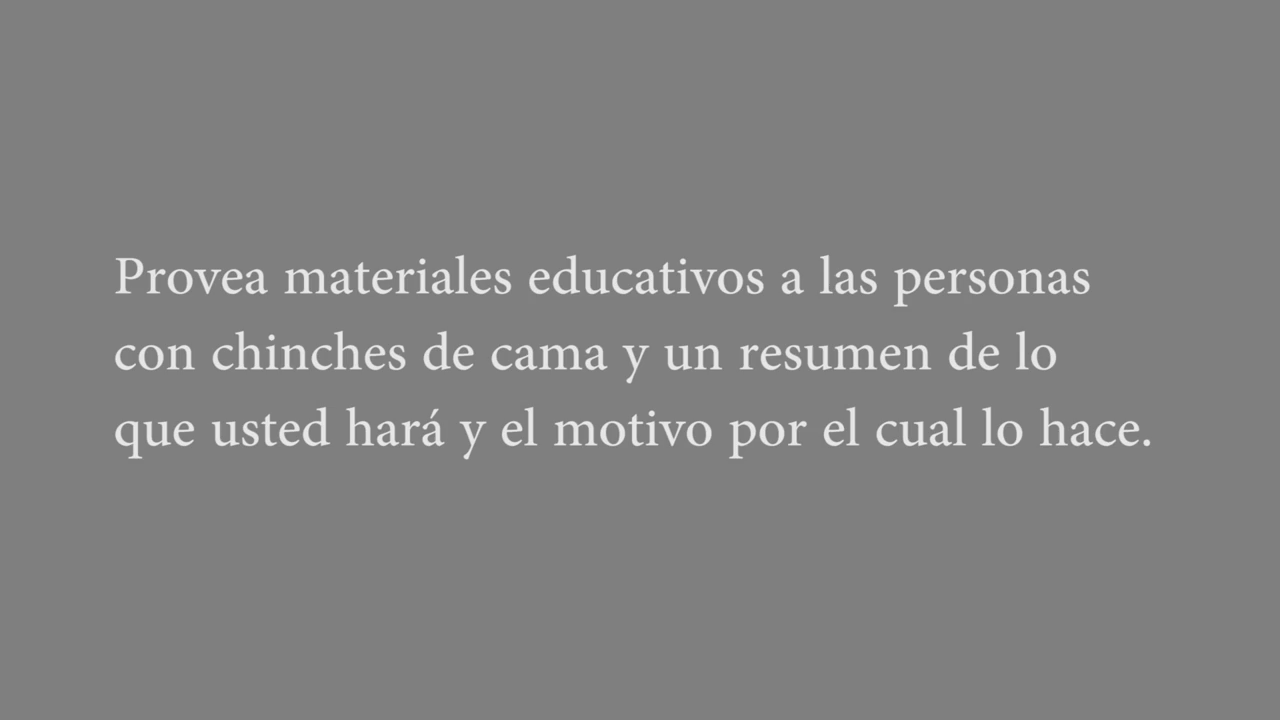 Provea materiales educativos a las personas
con chinches de cama y un resumen de lo
que usted hará y el motivo por el cual lo hace.